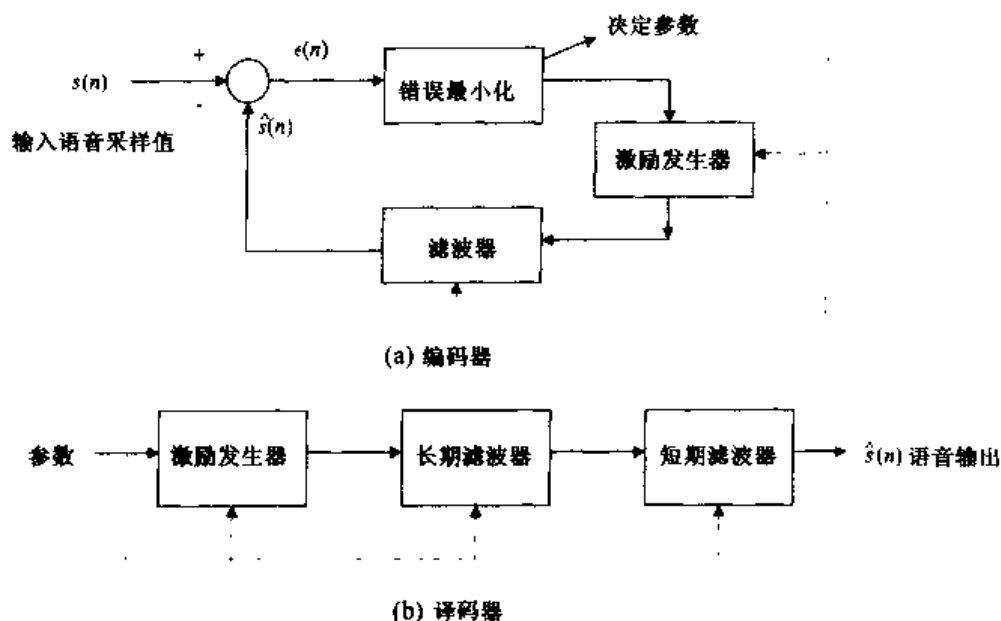 决定参数
+
ϵ(n)
s(n)
错误最小化
-
ŝ(n)
输入语音采样值
激励发生器
滤波器
(a) 编码器
参数
激励发生器
长期滤波器
短期滤波器
ŝ(n) 语音输出
(b) 译码器